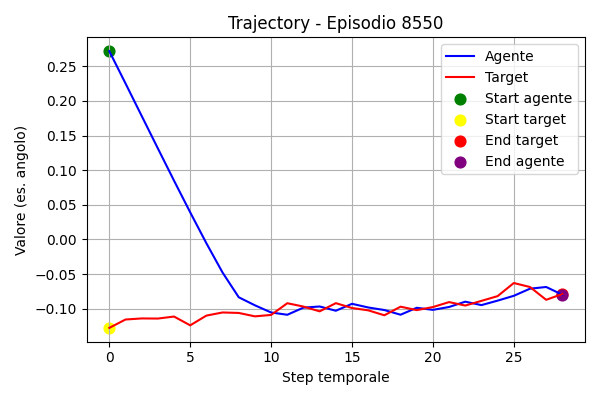 Trajectory - Episodio 8550
Agente
Target
Start agente
Start target
End target
End agente
Valore (es. angolo)
0.25
0.20
0.15
0.10
0.05
0.00
−0.05
−0.10
0
5
10
15
20
25
Step temporale